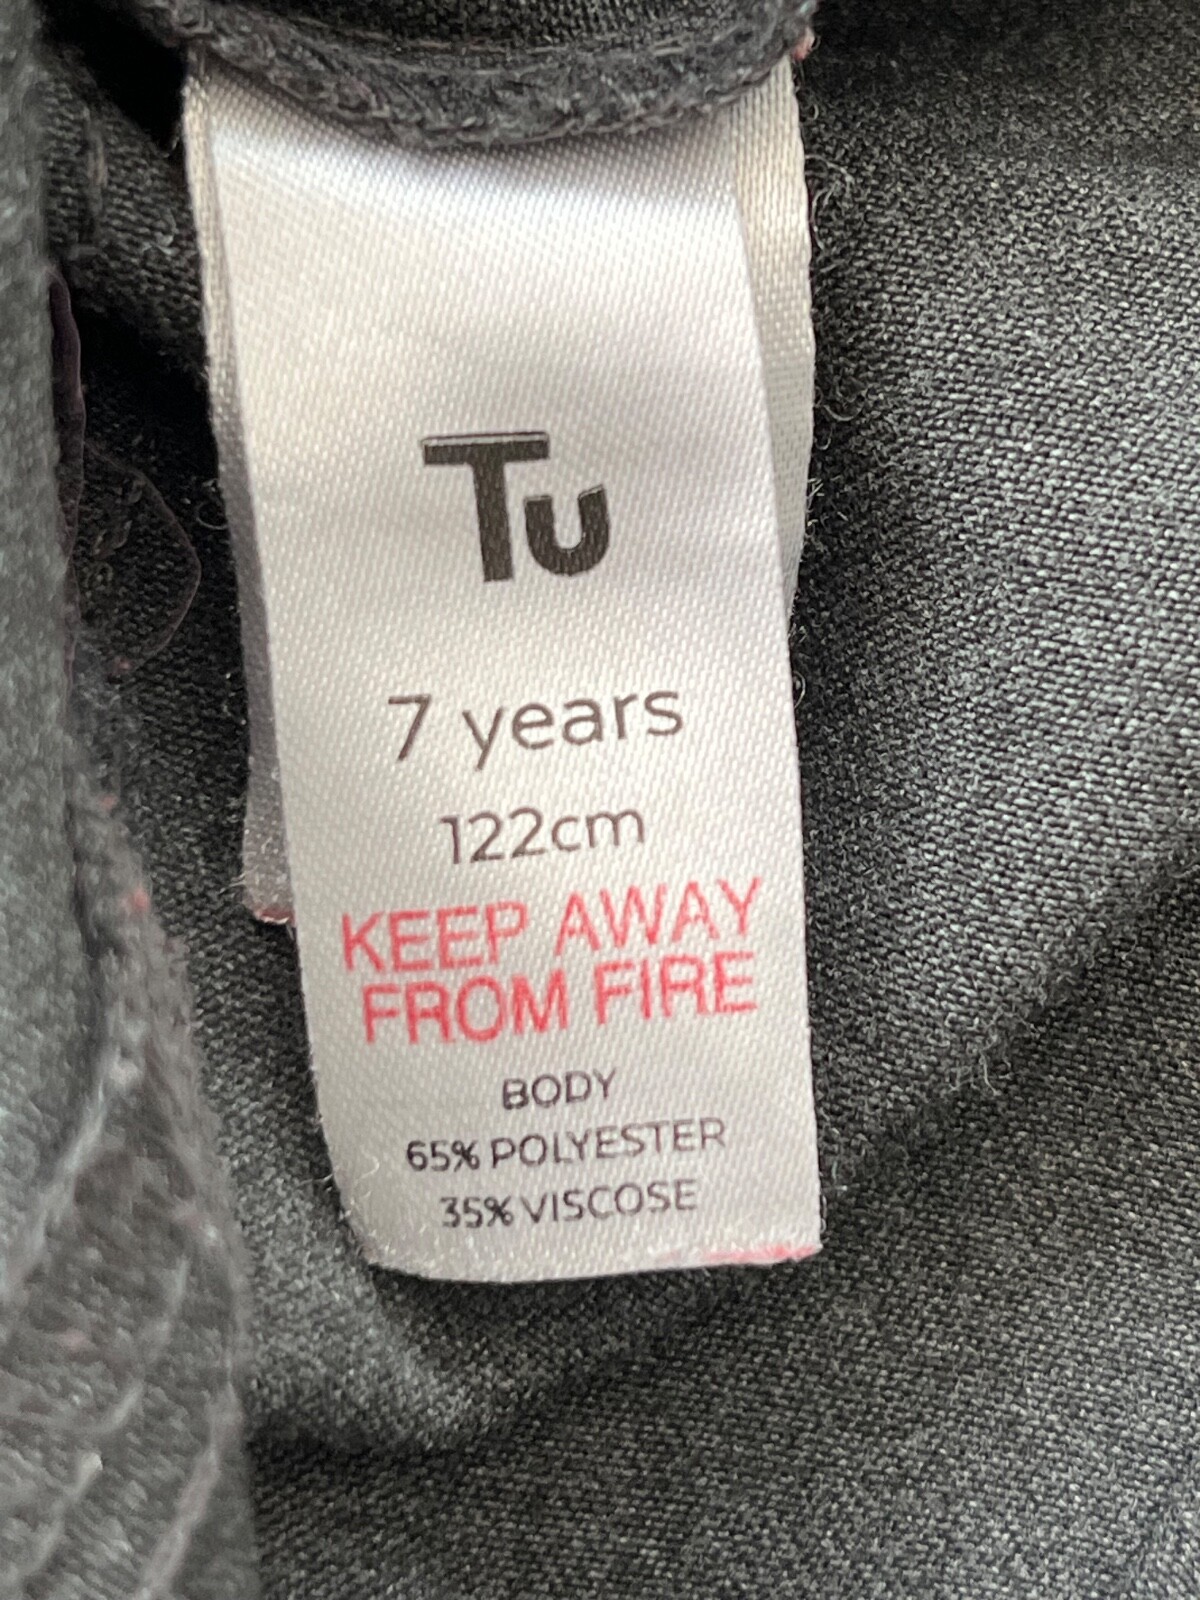 Tu
7 years
122cm
KEEP AWAY
FROM FIRE
BODY
65% POLYESTER
35% VISCOSE